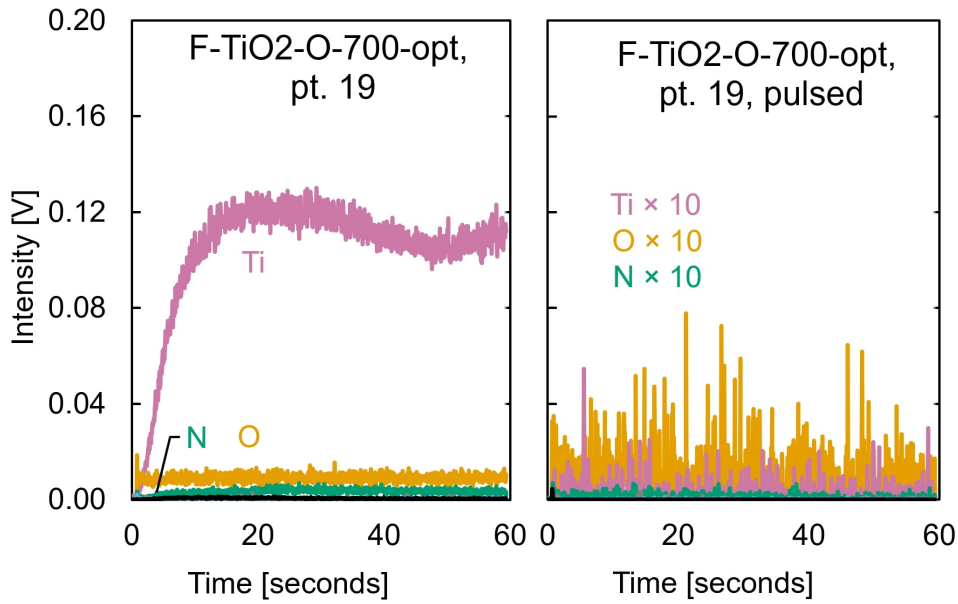 F-TiO2-O-700-opt,
pt. 19
F-TiO2-O-700-opt,
pt. 19, pulsed
0.20
0.16
0.12
0.08
0.04
0.00
Intensity [V]
Ti
N
O
Ti × 10
O × 10
N × 10
0
20
40
60
0
20
40
60
Time [seconds]
Time [seconds]